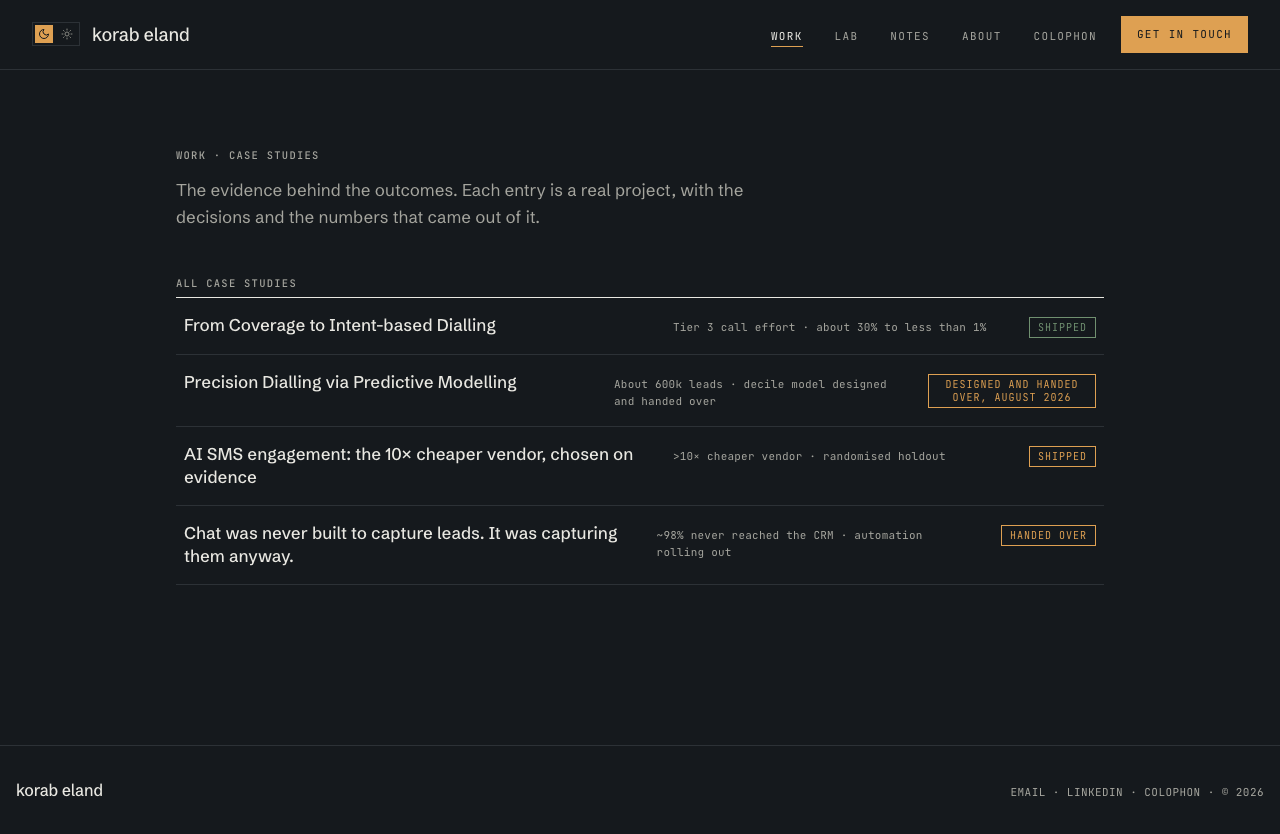 korab eland
WORK
LAB
NOTES
ABOUT
COLOPHON
GET IN TOUCH
WORK · CASE STUDIES
The evidence behind the outcomes. Each entry is a real project, with the
decisions and the numbers that came out of it.
ALL CASE STUDIES
From Coverage to Intent-based Dialling
Tier 3 call effort · about 30% to less than 1%
SHIPPED
Precision Dialling via Predictive Modelling
About 600k leads · decile model designed
and handed over
DESIGNED AND HANDED
OVER, AUGUST 2026
AI SMS engagement: the 10× cheaper vendor, chosen on
evidence
>10× cheaper vendor · randomised holdout
SHIPPED
Chat was never built to capture leads. It was capturing
them anyway.
~98% never reached the CRM · automation
rolling out
HANDED OVER
korab eland
EMAIL · LINKEDIN · COLOPHON · © 2026